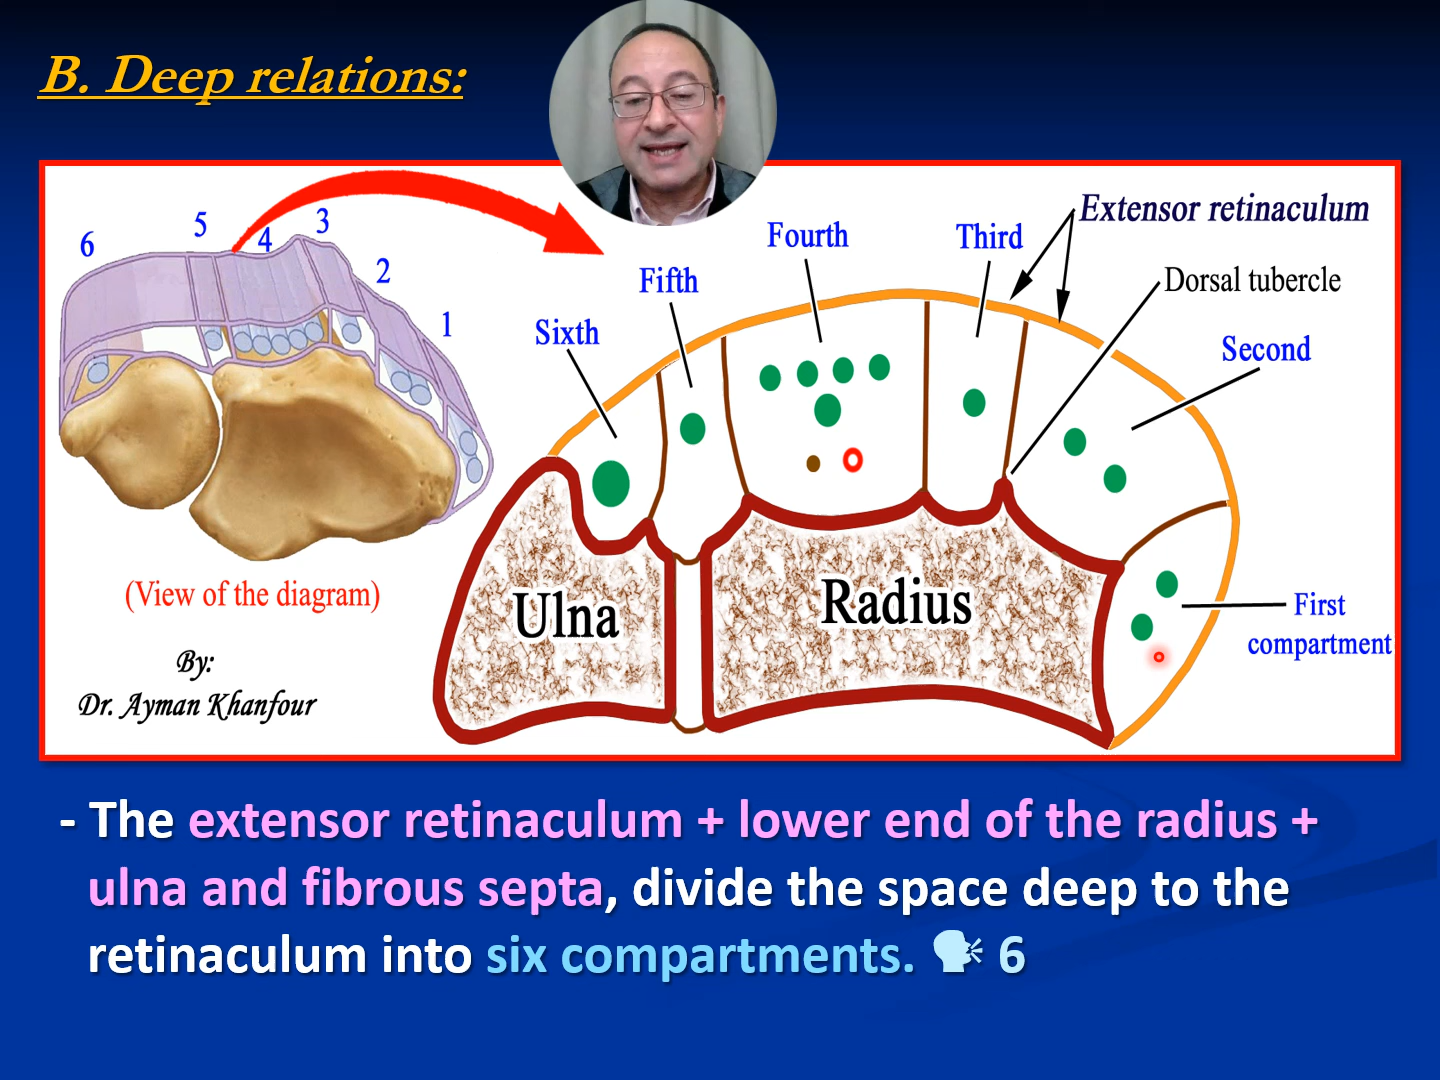 B. Deep relations:
6
5
4
3
2
1
Extensor retinaculum
Fourth
Third
Dorsal tubercle
Fifth
Sixth
Second
(View of the diagram)
Ulna
Radius
First
compartment
By:
Dr. Ayman Khanfour
- The extensor retinaculum + lower end of the radius +
ulna and fibrous septa, divide the space deep to the
retinaculum into six compartments. 🗣 6